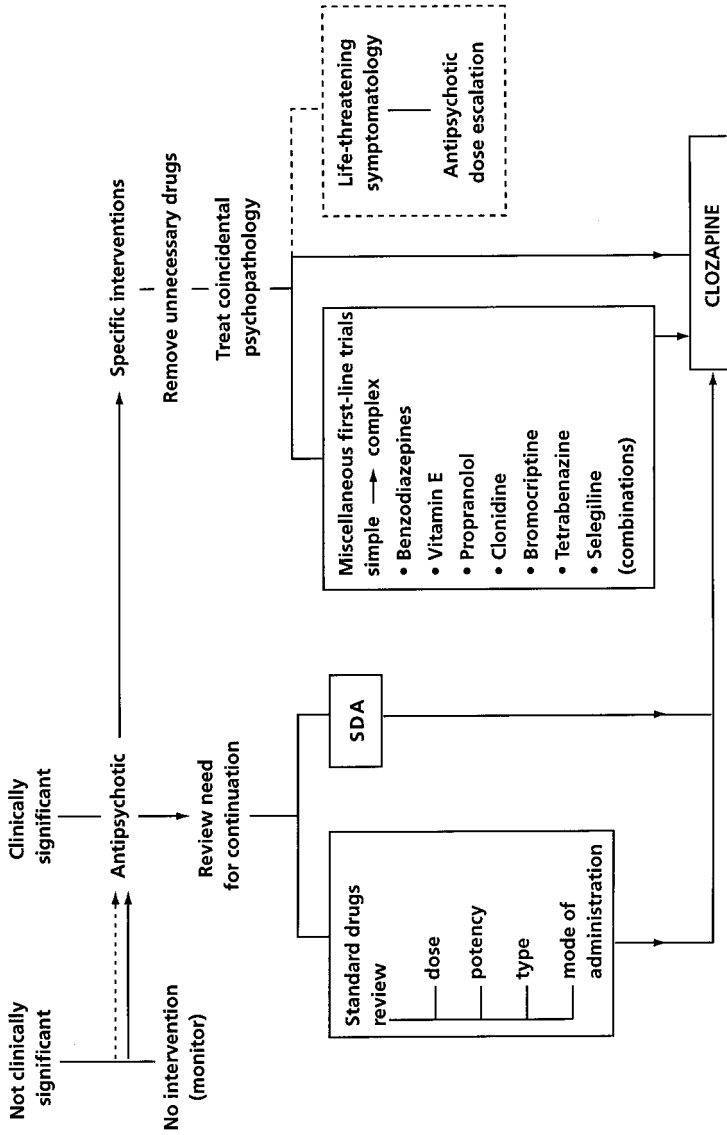 Not clinically
significant
No intervention
(monitor)
Clinically
significant
Antipsychotic
Review need
for continuation
Standard drugs
review
dose
potency
type
mode of
administration
SDA
Specific interventions
Remove unnecessary drugs
Treat coincidental
psychopathology
Miscellaneous first-line trials
simple → complex
• Benzodiazepines
• Vitamin E
• Propranolol
• Clonidine
• Bromocriptine
• Tetrabenazine
• Selegiline
(combinations)
Life-threatening
symptomatology
Antipsychotic
dose escalation
CLOZAPINE